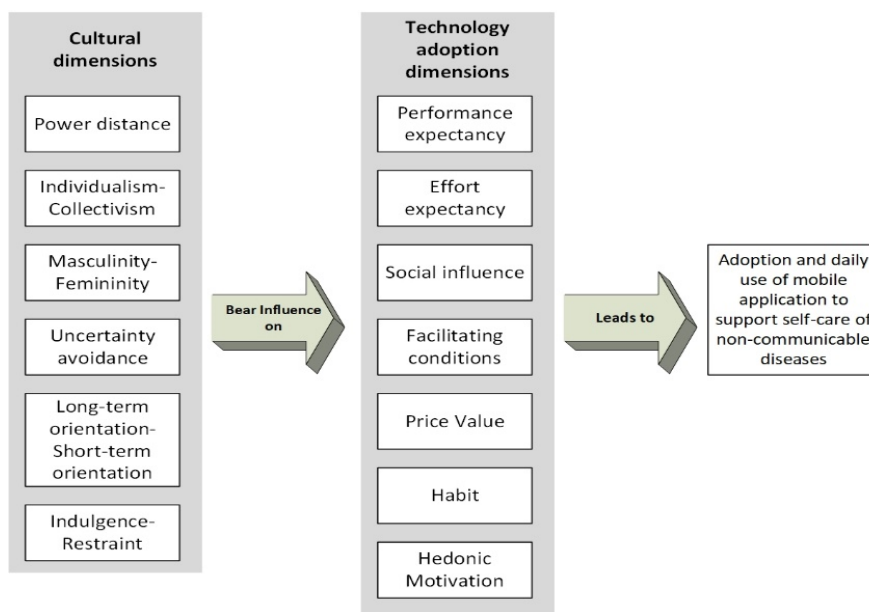 Cultural
dimensions
Power distance
Individualism-
Collectivism
Masculinity-
Femininity
Uncertainty
avoidance
Long-term
orientation-
Short-term
orientation
Indulgence-
Restraint
Bear Influence
on
Technology
adoption
dimensions
Performance
expectancy
Effort
expectancy
Social influence
Facilitating
conditions
Price Value
Habit
Hedonic
Motivation
Leads to
Adoption and daily
use of mobile
application to
support self-care of
non-communicable
diseases